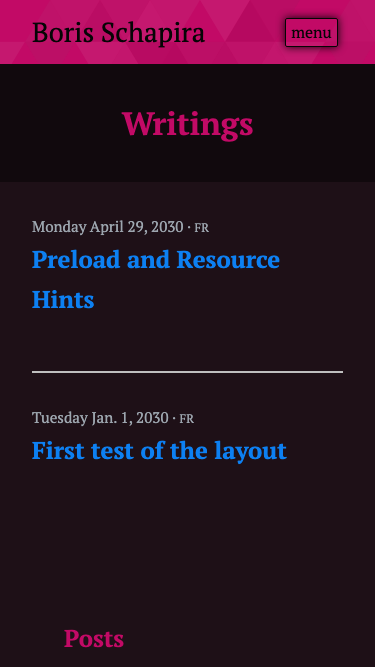 Boris Schapira
menu
Writings
Monday April 29, 2030 · FR
Preload and Resource
Hints
Tuesday Jan. 1, 2030 · FR
First test of the layout
Posts